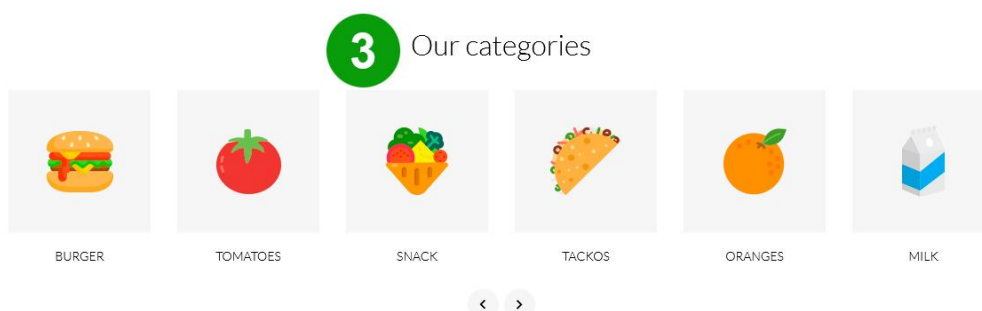 3 Our categories
BURGER TOMATOES SNACK TACKOS ORANGES MILK